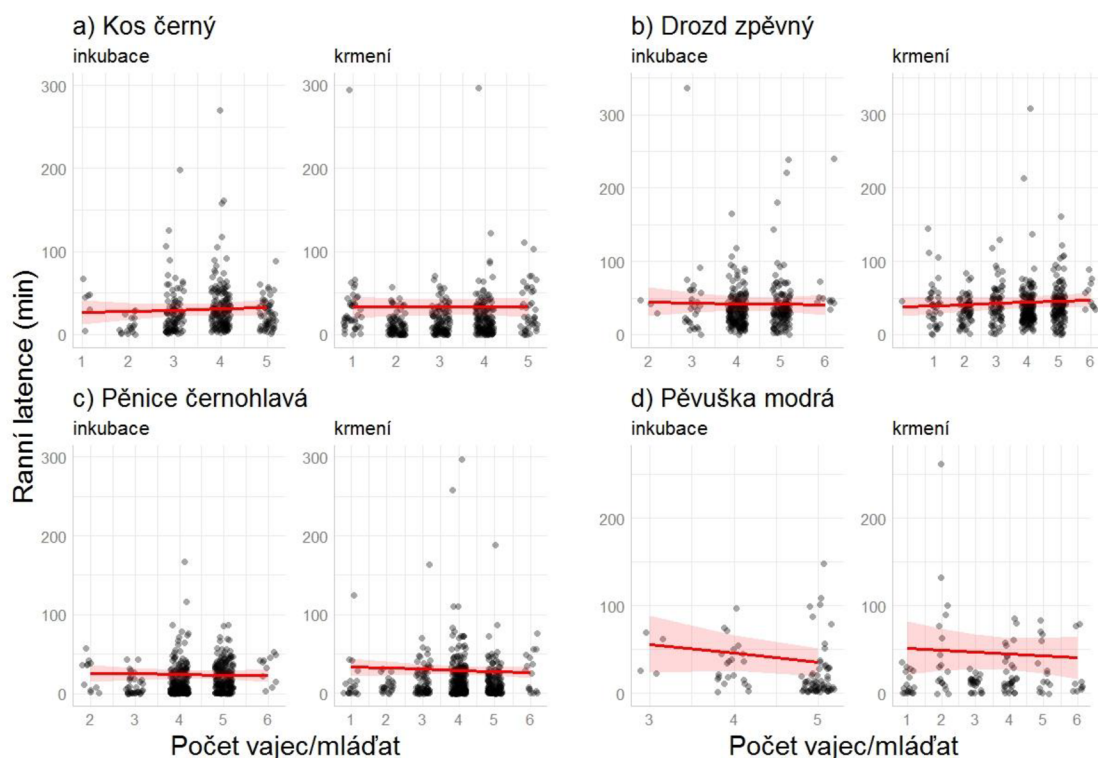 a) Kos černý
inkubace
krmení
300
200
100
0
1 2 3 4 5
1 2 3 4 5
b) Drozd zpěvný
inkubace
krmení
300
200
100
0
2 3 4 5 6
1 2 3 4 5 6
c) Pěnice černohlavá
inkubace
krmení
300
200
100
0
2 3 4 5 6
1 2 3 4 5 6
d) Pěvuška modrá
inkubace
krmení
200
100
0
3 4 5
1 2 3 4 5 6
Ranní latence (min)
Počet vajec/mláďat
Počet vajec/mláďat